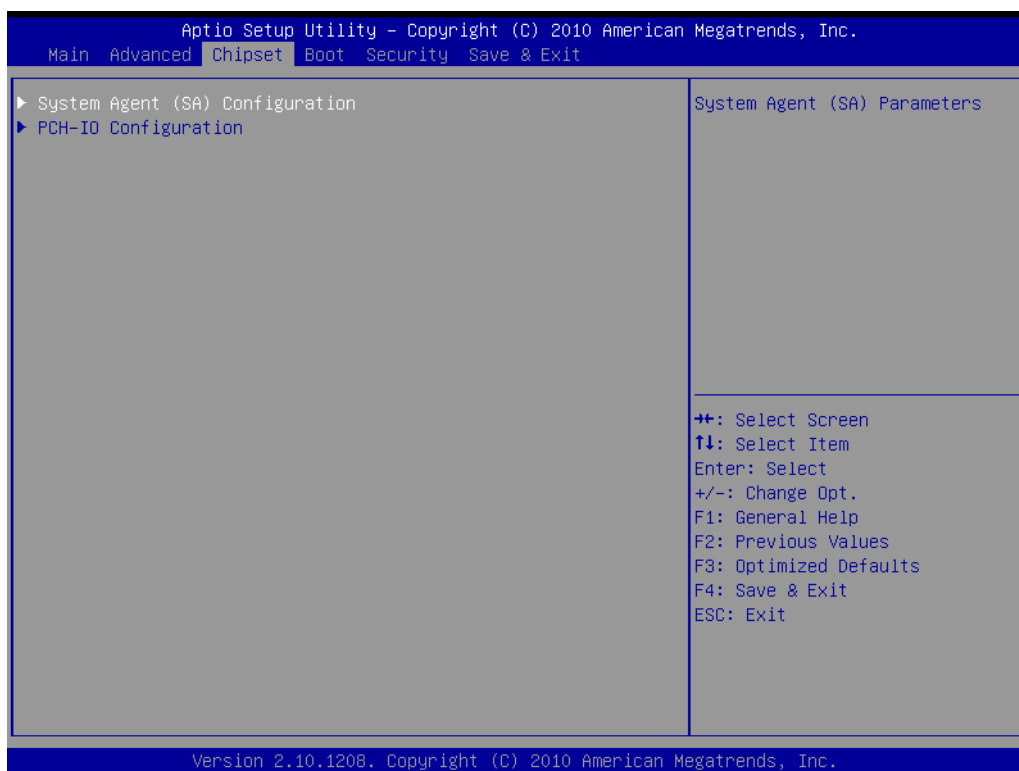 Aptio Setup Utility – Copyright (C) 2010 American Megatrends, Inc.
Main Advanced Chipset Boot Security Save & Exit
▶ System Agent (SA) Configuration
▶ PCH-IO Configuration
System Agent (SA) Parameters
→←: Select Screen
↑↓: Select Item
Enter: Select
+/-: Change Opt.
F1: General Help
F2: Previous Values
F3: Optimized Defaults
F4: Save & Exit
ESC: Exit
Version 2.10.1208. Copyright (C) 2010 American Megatrends, Inc.